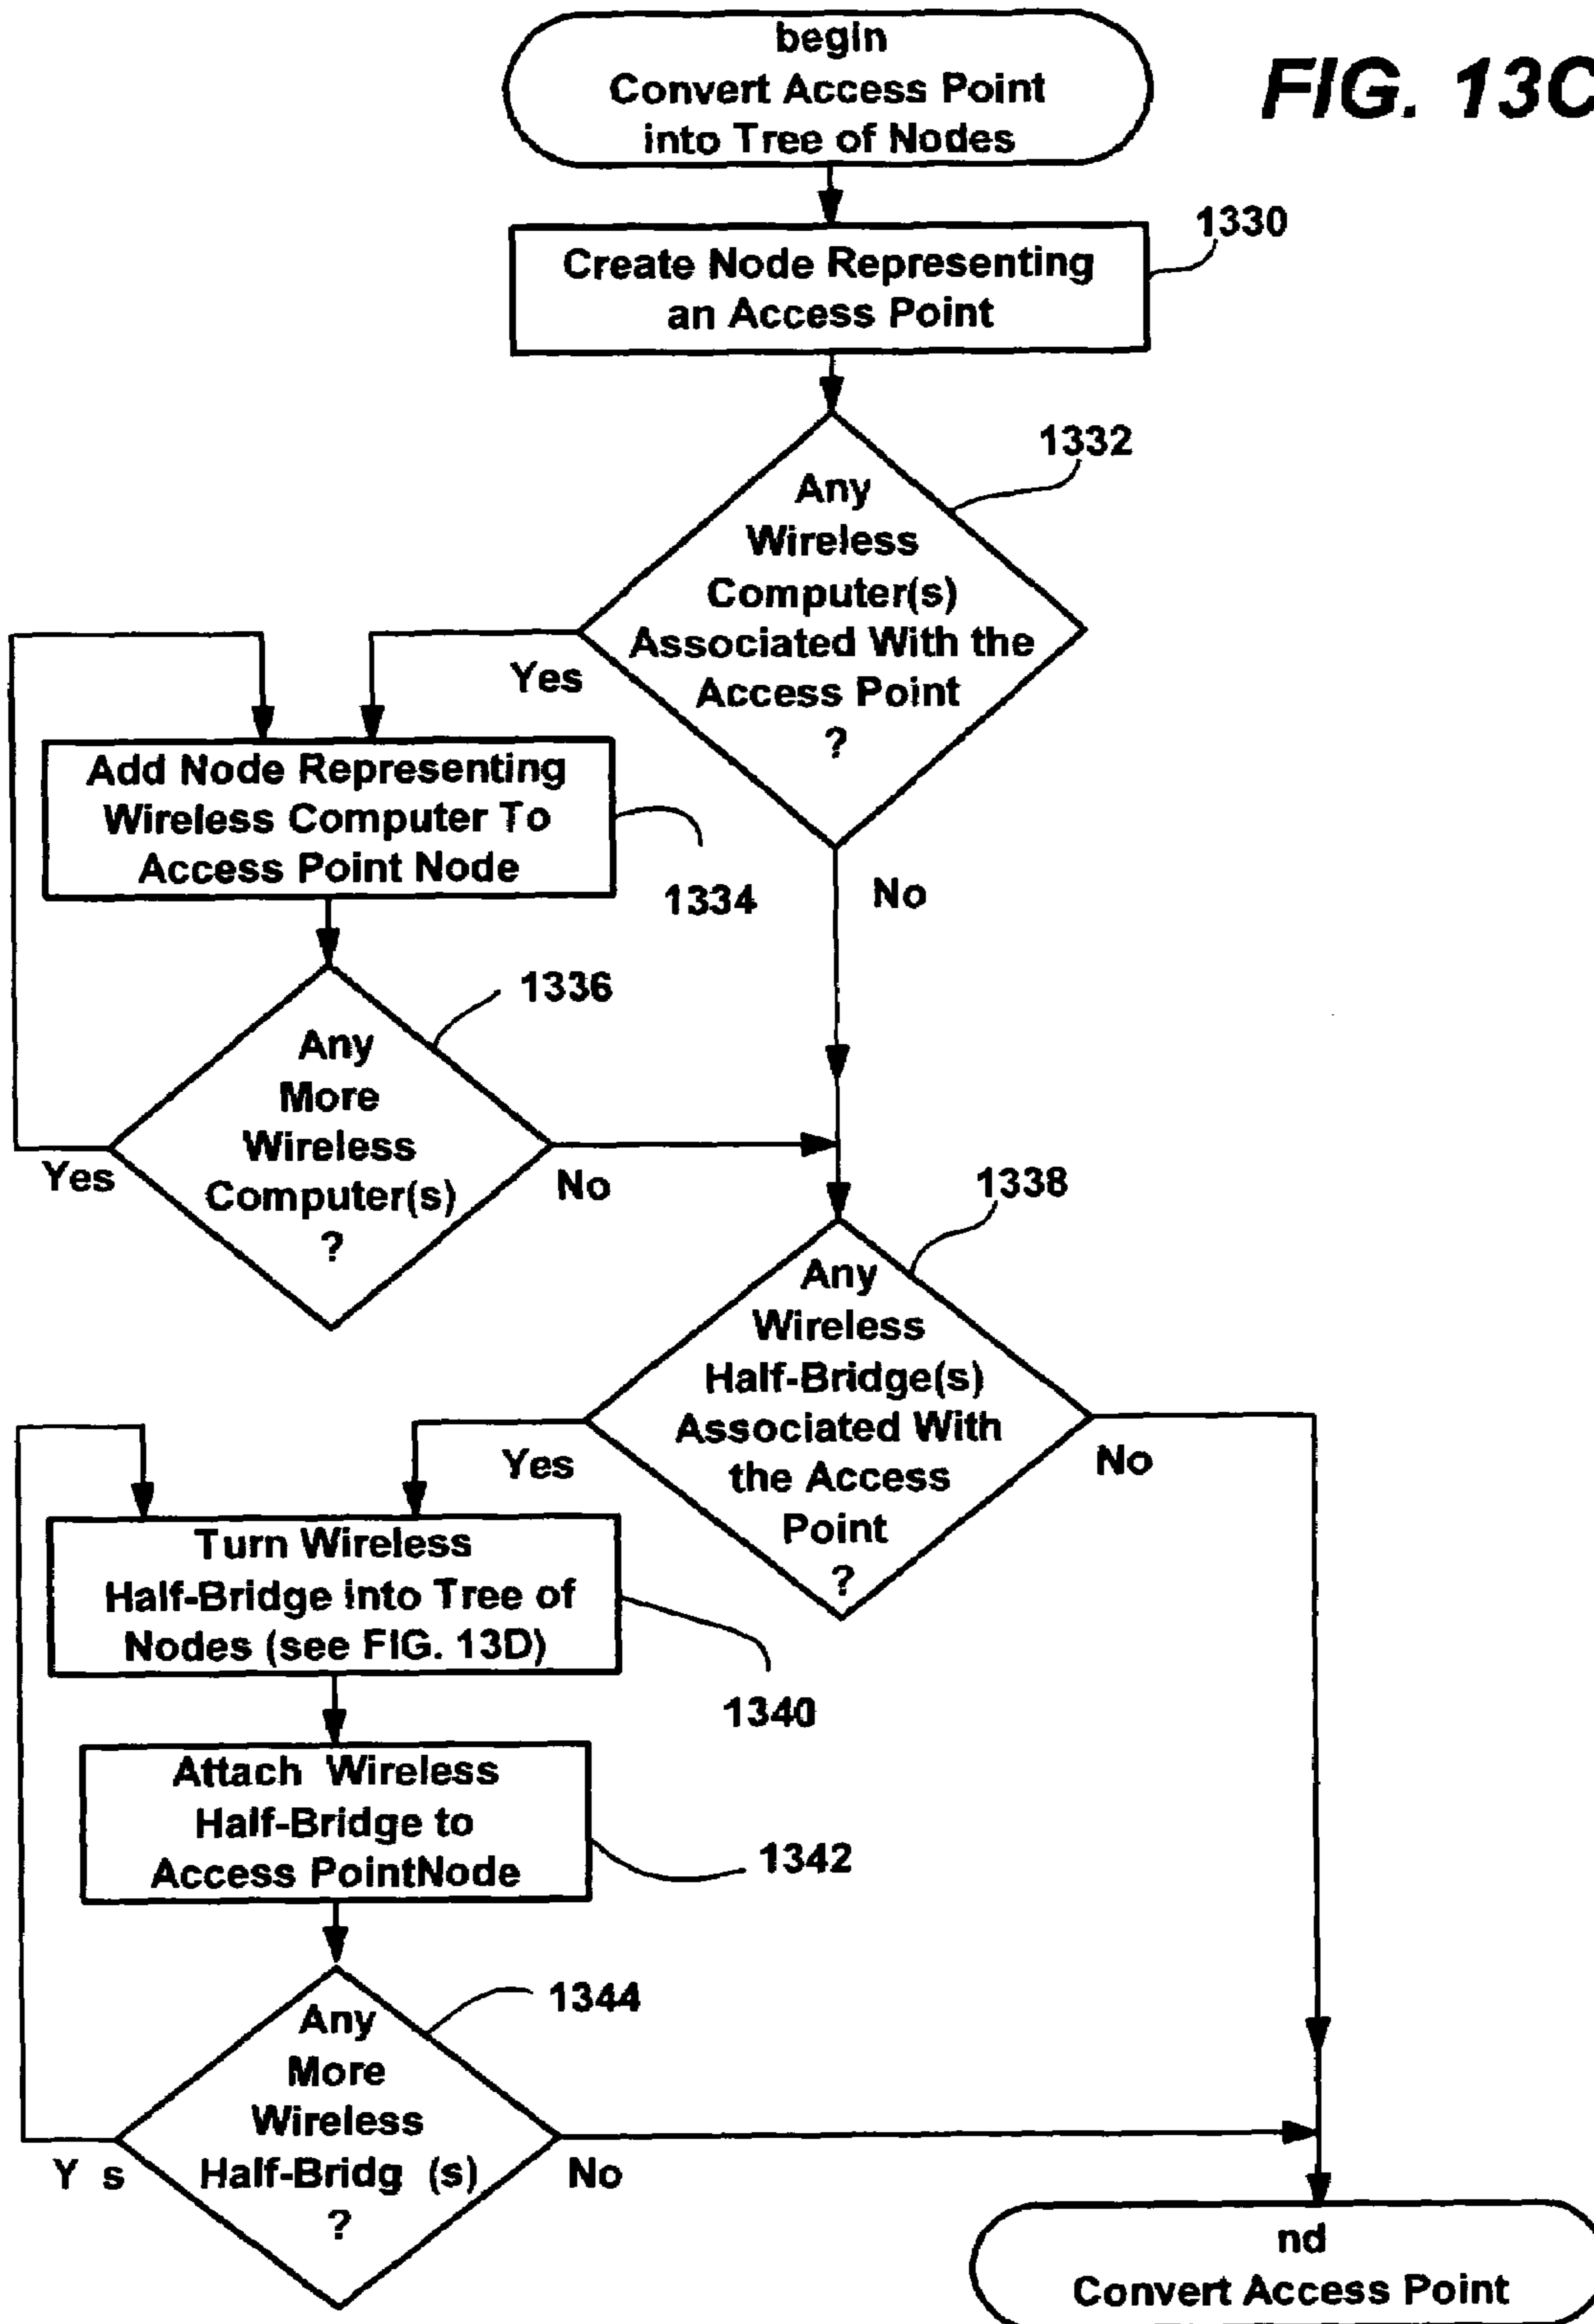 begin
Convert Access Point
into Tree of Nodes
FIG. 13C
1330
Create Node Representing
an Access Point
1332
Any
Wireless
Computer(s)
Associated With the
Access Point
?
Yes
No
Add Node Representing
Wireless Computer To
Access Point Node
1334
1336
Any
More
Wireless
Computer(s)
?
Yes
No
1338
Any
Wireless
Half-Bridge(s)
Associated With
the Access
Point
?
Yes
No
Turn Wireless
Half-Bridge into Tree of
Nodes (see FIG. 13D)
1340
Attach Wireless
Half-Bridge to
Access PointNode
1342
1344
Any
More
Wireless
Half-Bridg (s)
?
Y s
No
nd
Convert Access Point